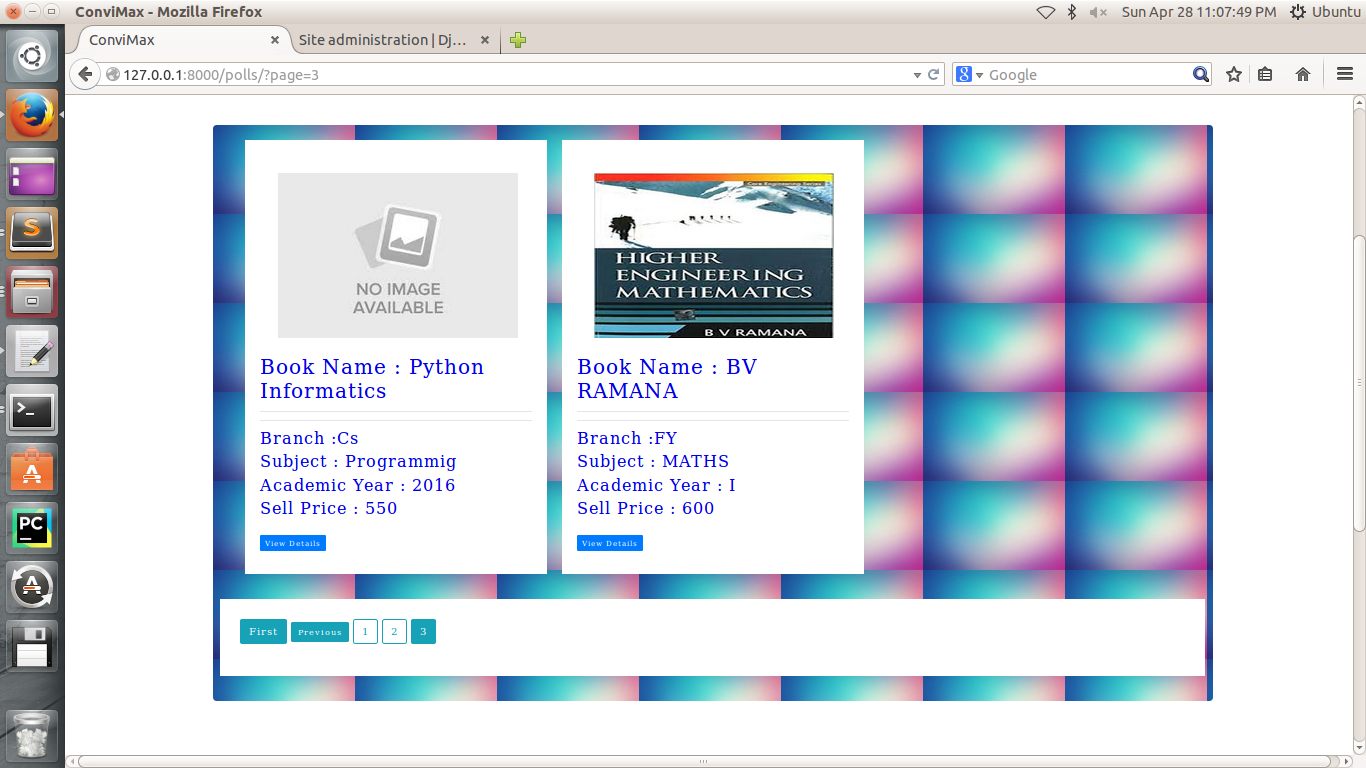 ConviMax - Mozilla Firefox
Sun Apr 28 11:07:49 PM
Ubuntu
ConviMax
Site administration | Dj...
127.0.0.1:8000/polls/?page=3
Google
NO IMAGE
AVAILABLE
Book Name : Python
Informatics
Branch :Cs
Subject : Programmig
Academic Year : 2016
Sell Price : 550
View Details
Core Engineering Series
HIGHER
ENGINEERING
MATHEMATICS
B V RAMANA
Book Name : BV
RAMANA
Branch :FY
Subject : MATHS
Academic Year : I
Sell Price : 600
View Details
First Previous 1 2 3